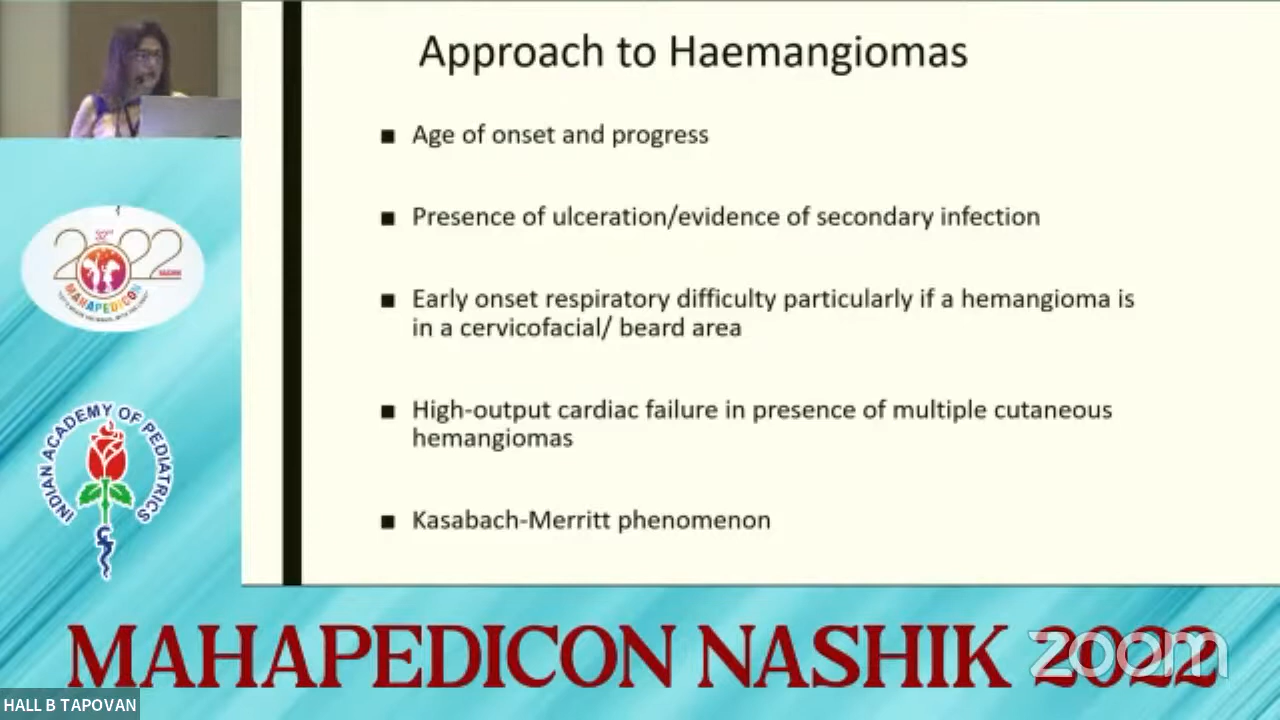 Approach to Haemangiomas
■ Age of onset and progress
■ Presence of ulceration/evidence of secondary infection
■ Early onset respiratory difficulty particularly if a hemangioma is
in a cervicofacial/ beard area
■ High-output cardiac failure in presence of multiple cutaneous
hemangiomas
■ Kasabach-Merritt phenomenon
2022
MAHAPEDICON
INDIAN ACADEMY OF PEDIATRICS
MAHAPEDICON NASHIK 2022
zoom
HALL B TAPOVAN